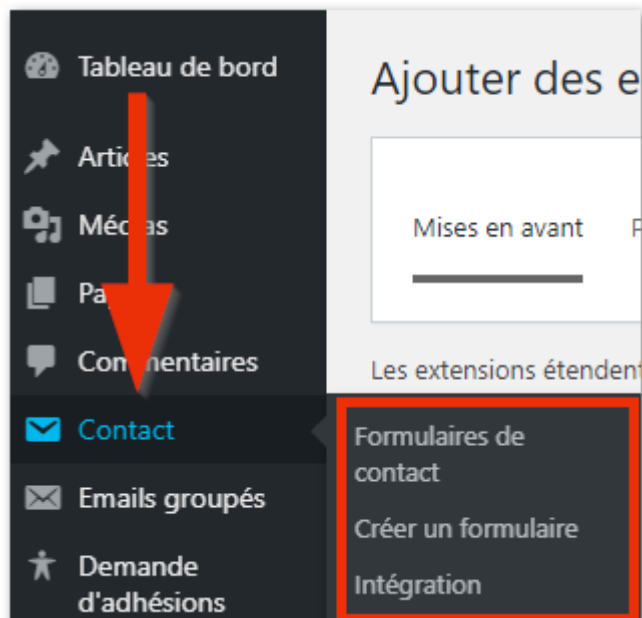 Tableau de bord
Articles
Médias
Commentaires
Contact
Emails groupés
Demande
d'adhésions
Ajouter des e
Mises en avant
P
Les extensions étendent
Formulaires de
contact
Créer un formulaire
Intégration